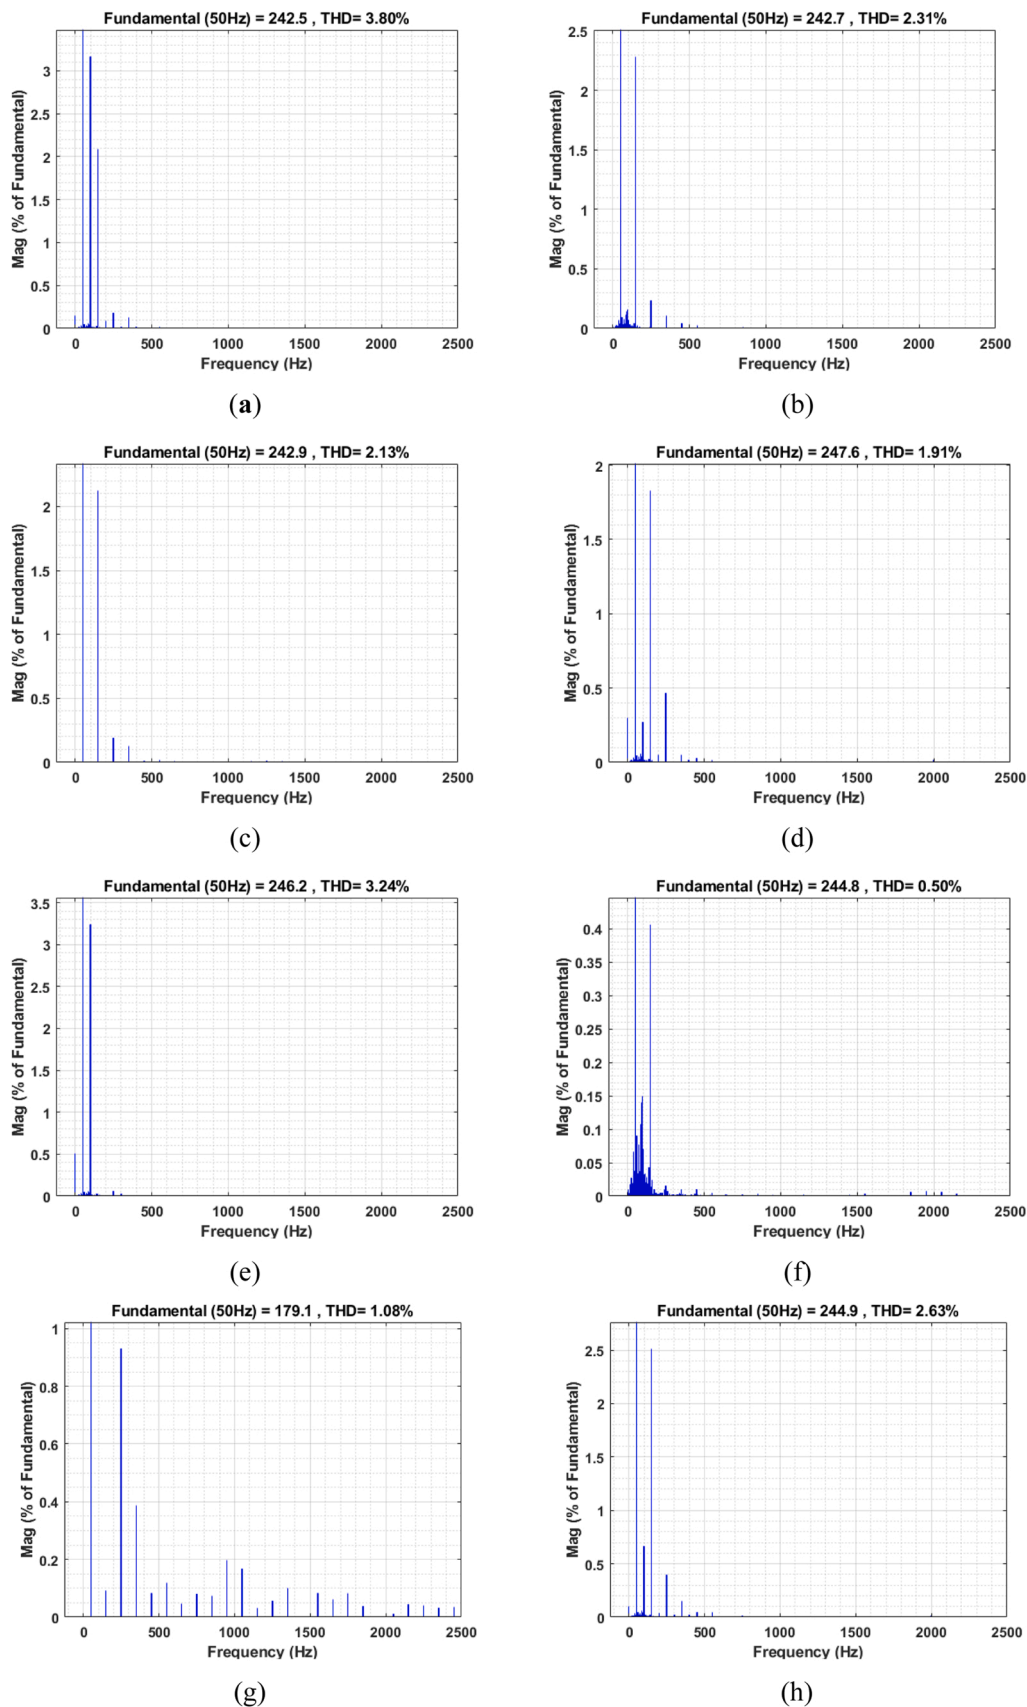 Fundamental (50Hz) = 242.5 , THD= 3.80%
Mag (% of Fundamental)
3
2.5
2
1.5
1
0.5
0
0 500 1000 1500 2000 2500
Frequency (Hz)
(a)
Fundamental (50Hz) = 242.7 , THD= 2.31%
Mag (% of Fundamental)
2.5
2
1.5
1
0.5
0
0 500 1000 1500 2000 2500
Frequency (Hz)
(b)
Fundamental (50Hz) = 242.9 , THD= 2.13%
Mag (% of Fundamental)
2
1.5
1
0.5
0
0 500 1000 1500 2000 2500
Frequency (Hz)
(c)
Fundamental (50Hz) = 247.6 , THD= 1.91%
Mag (% of Fundamental)
2
1.5
1
0.5
0
0 500 1000 1500 2000 2500
Frequency (Hz)
(d)
Fundamental (50Hz) = 246.2 , THD= 3.24%
Mag (% of Fundamental)
3.5
3
2.5
2
1.5
1
0.5
0
0 500 1000 1500 2000 2500
Frequency (Hz)
(e)
Fundamental (50Hz) = 244.8 , THD= 0.50%
Mag (% of Fundamental)
0.4
0.35
0.3
0.25
0.2
0.15
0.1
0.05
0
0 500 1000 1500 2000 2500
Frequency (Hz)
(f)
Fundamental (50Hz) = 179.1 , THD= 1.08%
Mag (% of Fundamental)
1
0.8
0.6
0.4
0.2
0
0 500 1000 1500 2000 2500
Frequency (Hz)
(g)
Fundamental (50Hz) = 244.9 , THD= 2.63%
Mag (% of Fundamental)
2.5
2
1.5
1
0.5
0
0 500 1000 1500 2000 2500
Frequency (Hz)
(h)